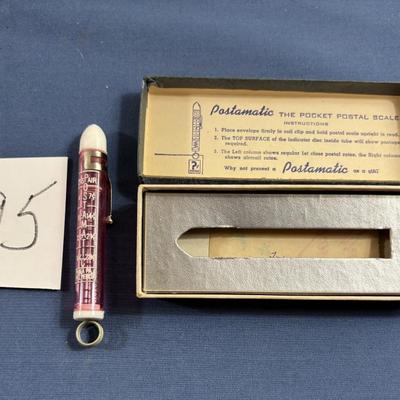 Postamatic THE POCKET POSTAL SCALE
INSTRUCTIONS
1. Place envelope firmly in coil clip and hold postal scale upright in
2. The TOP SURFACE of the indicator disc inside tube will show postage
required.
3. The Left column shows regular 1st class postal rates, the Right column
shows airmail rates.
Why not present a Postamatic as a gift
95
AIR